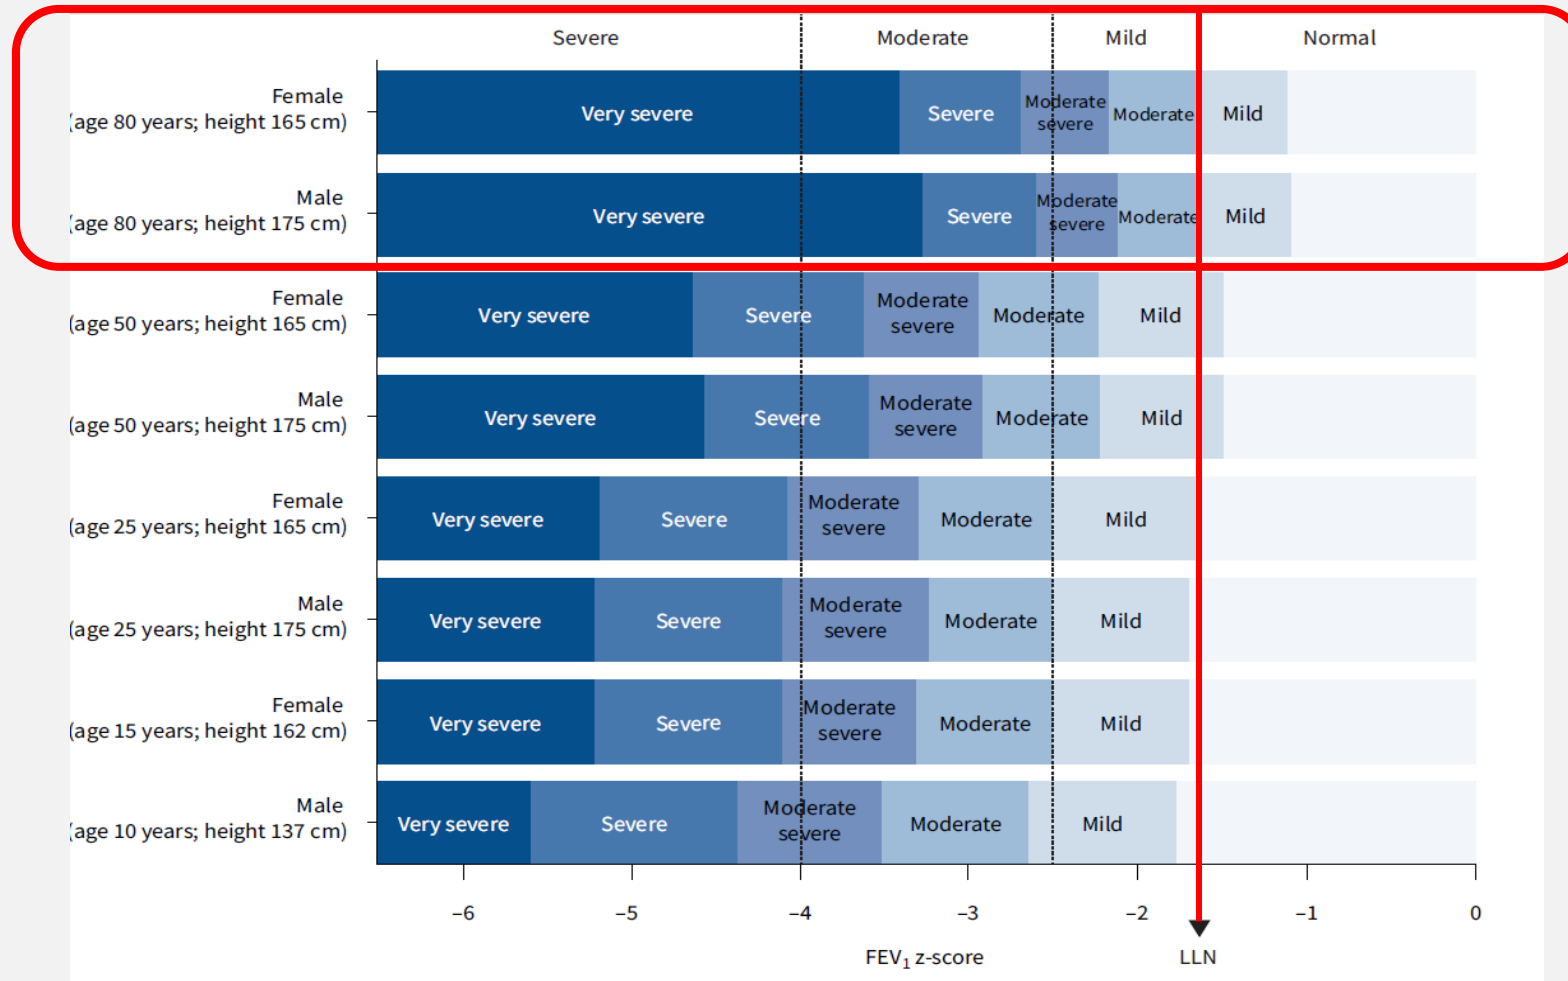 Severe Moderate Mild Normal
Female
(age 80 years; height 165 cm)
Very severe Severe Moderate severe Moderate Mild
Male
(age 80 years; height 175 cm)
Very severe Severe Moderate severe Moderate Mild
Female
(age 50 years; height 165 cm)
Very severe Severe Moderate severe Moderate Mild
Male
(age 50 years; height 175 cm)
Very severe Severe Moderate severe Moderate Mild
Female
(age 25 years; height 165 cm)
Very severe Severe Moderate severe Moderate Mild
Male
(age 25 years; height 175 cm)
Very severe Severe Moderate severe Moderate Mild
Female
(age 15 years; height 162 cm)
Very severe Severe Moderate severe Moderate Mild
Male
(age 10 years; height 137 cm)
Very severe Severe Moderate severe Moderate Mild
–6 –5 –4 –3 –2 –1 0
FEV₁ z-score LLN